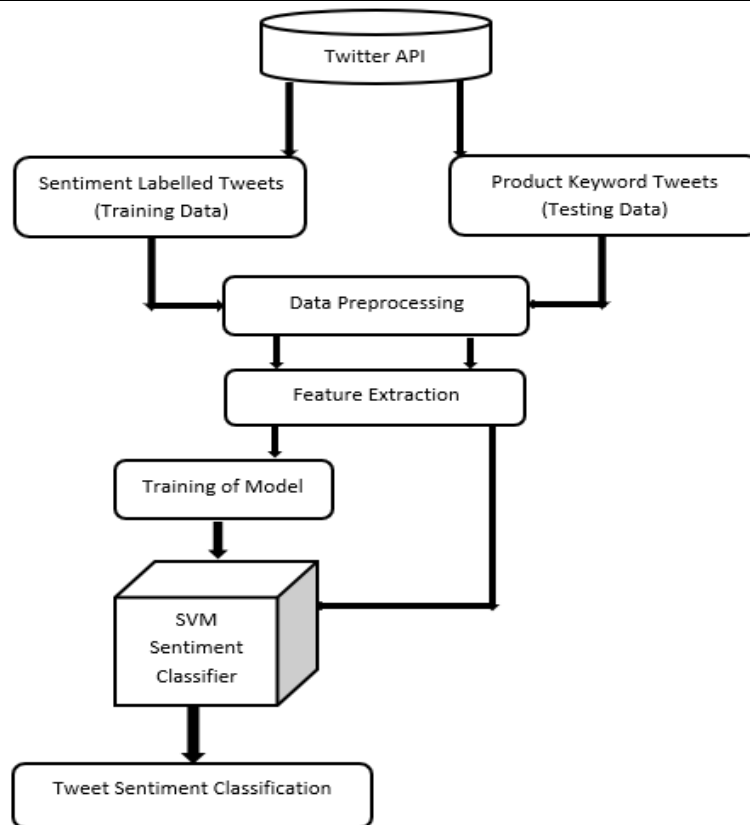 Twitter API
Sentiment Labelled Tweets
(Training Data)
Product Keyword Tweets
(Testing Data)
Data Preprocessing
Feature Extraction
Training of Model
SVM
Sentiment
Classifier
Tweet Sentiment Classification